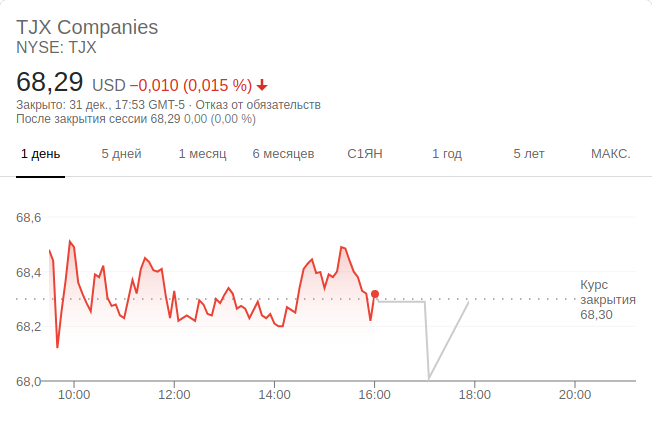 TJX Companies
NYSE: TJX
68,29 USD −0,010 (0,015 %)
Закрыто: 31 дек., 17:53 GMT-5 · Отказ от обязательств
После закрытия сессии 68,29 0,00 (0,00 %)
1 день 5 дней 1 месяц 6 месяцев С1ЯН 1 год 5 лет МАКС.
68,6
68,4
68,2
68,0
Курс
закрытия
68,30
10:00 12:00 14:00 16:00 18:00 20:00